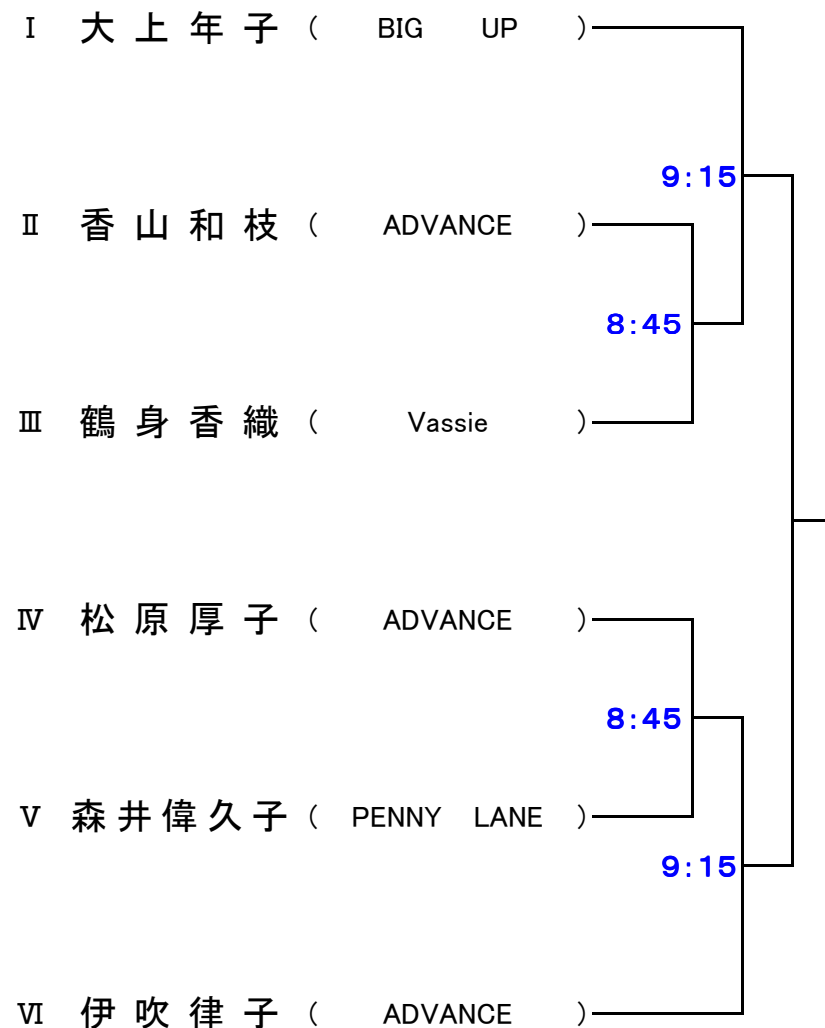 Ⅰ 大上年子 ( BIG UP )
9:15
Ⅱ 香山和枝 ( ADVANCE )
8:45
Ⅲ 鶴身香織 ( Vassie )
Ⅳ 松原厚子 ( ADVANCE )
8:45
Ⅴ 森井偉久子 ( PENNY LANE )
9:15
Ⅵ 伊吹律子 ( ADVANCE )